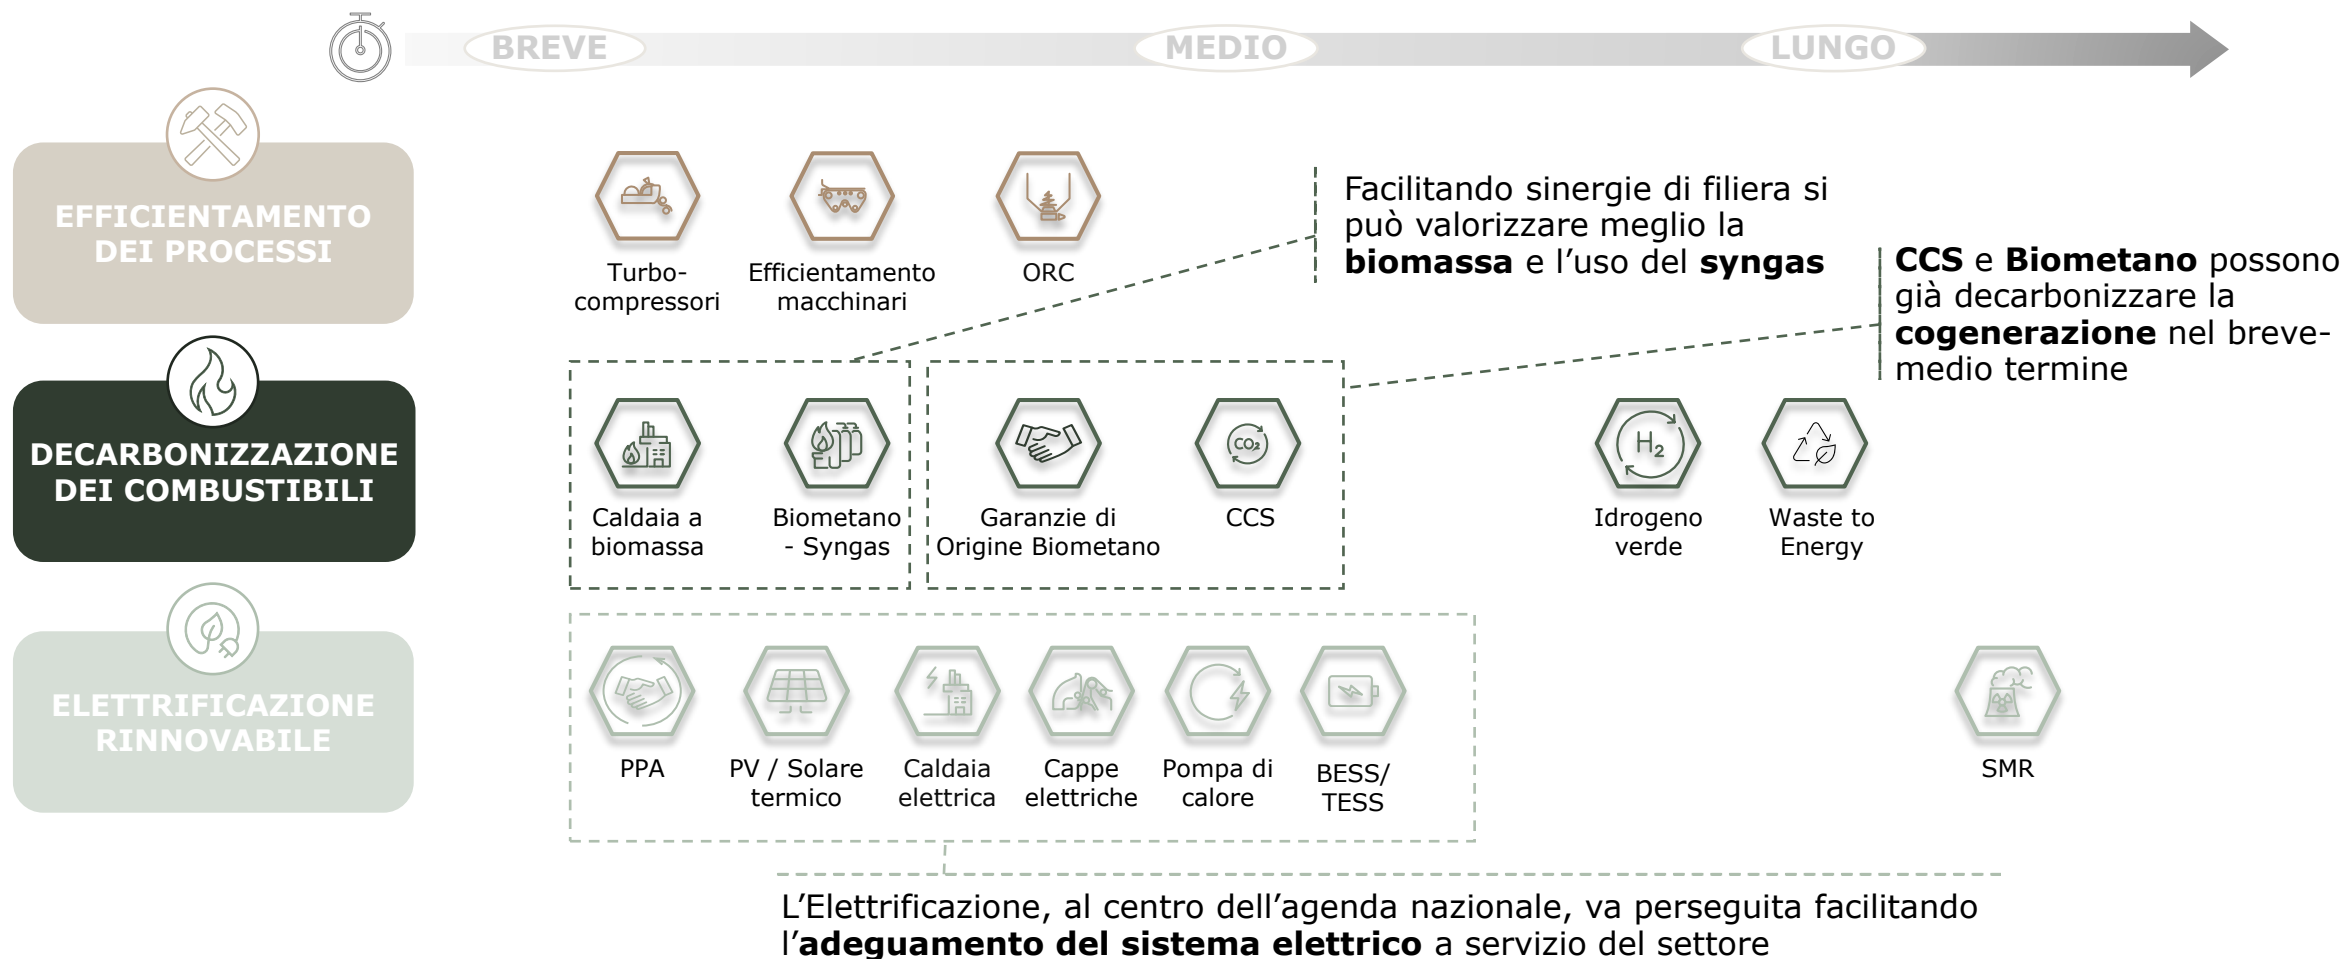 BREVE
MEDIO
LUNGO
EFFICIENTAMENTO
DEI PROCESSI
Turbo-
compressori
Efficientamento
macchinari
ORC
Facilitando sinergie di filiera si
può valorizzare meglio la
biomassa e l’uso del syngas
CCS e Biometano possono
già decarbonizzare la
cogenerazione nel breve-
medio termine
DECARBONIZZAZIONE
DEI COMBUSTIBILI
Caldaia a
biomassa
Biometano
- Syngas
Garanzie di
Origine Biometano
CO₂
CCS
H₂
Idrogeno
verde
Waste to
Energy
ELETTRIFICAZIONE
RINNOVABILE
PPA
PV / Solare
termico
Caldaia
elettrica
Cappe
elettriche
Pompa di
calore
BESS/
TESS
SMR
L’Elettrificazione, al centro dell’agenda nazionale, va perseguita facilitando
l’adeguamento del sistema elettrico a servizio del settore